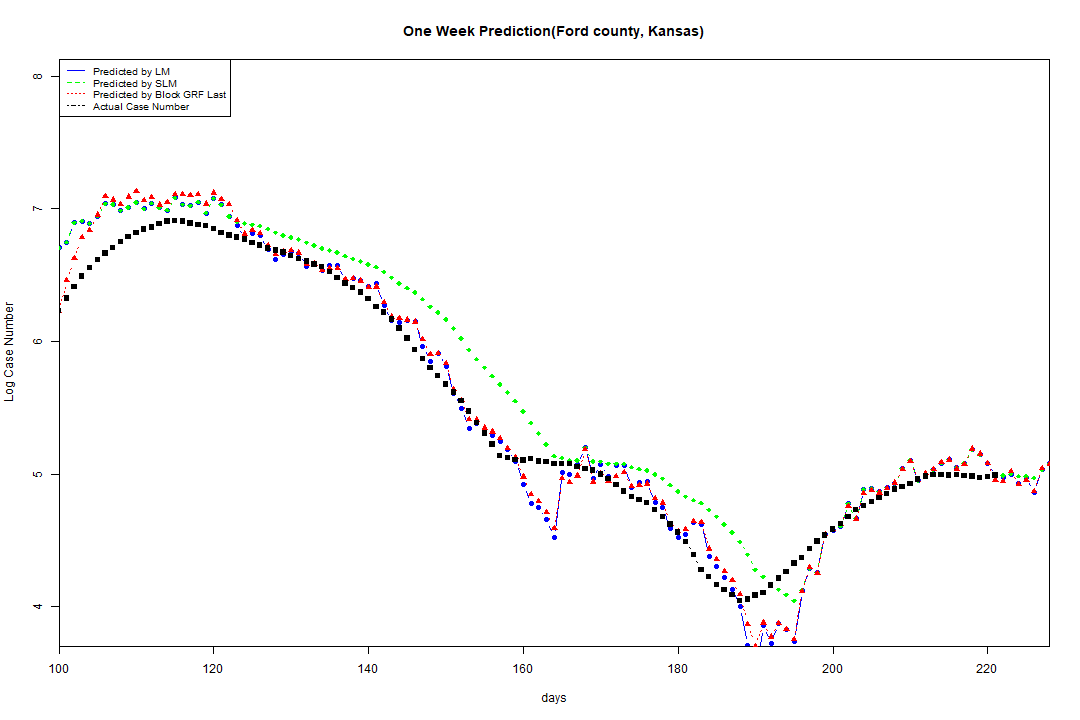 One Week Prediction(Ford county, Kansas)
Predicted by LM
Predicted by SLM
Predicted by Block GRF Last
Actual Case Number
8
7
6
5
4
Log Case Number
100 120 140 160 180 200 220
days